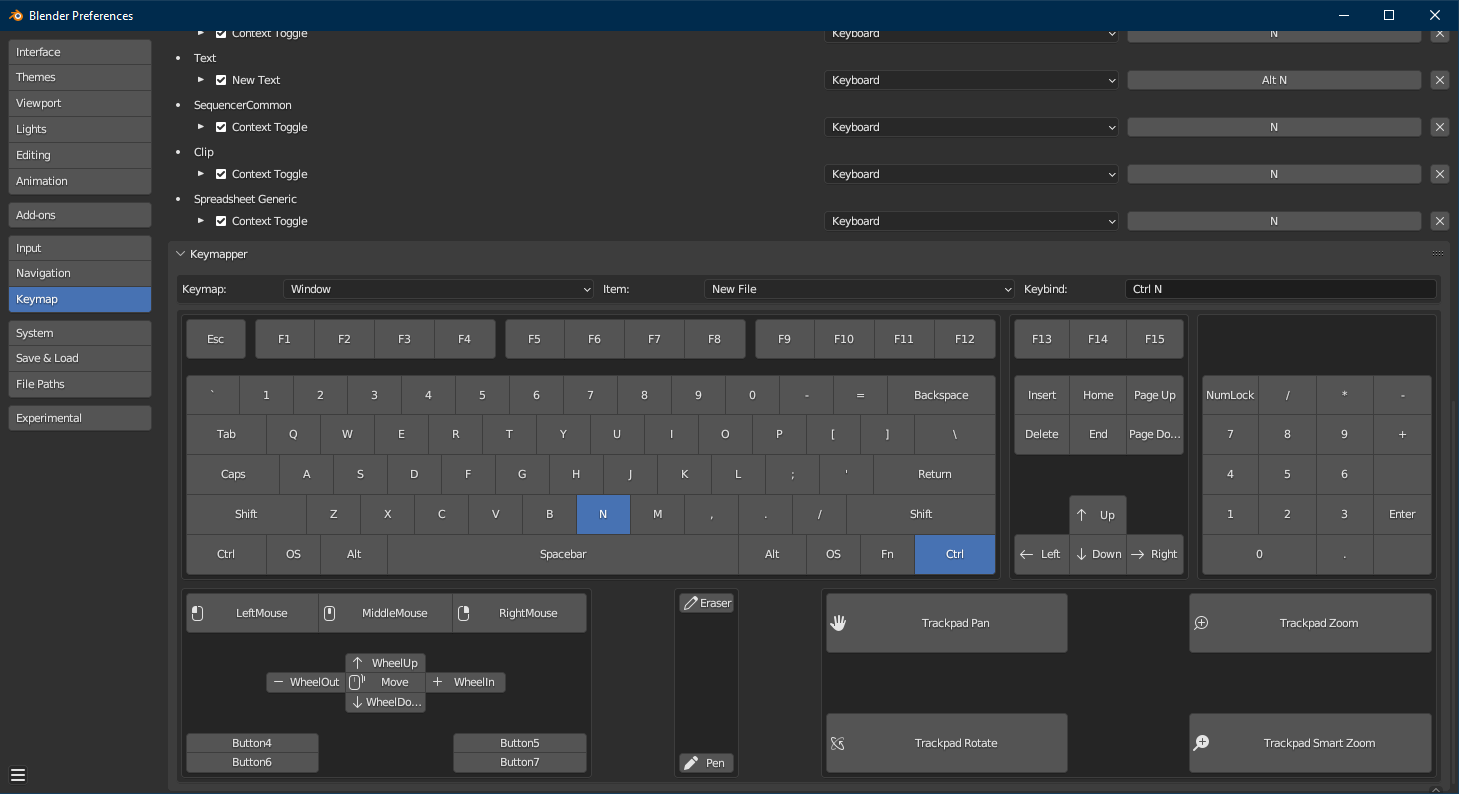 Blender Preferences
Interface
Themes
Viewport
Lights
Editing
Animation
Add-ons
Input
Navigation
Keymap
System
Save & Load
File Paths
Experimental
Context Toggle Keyboard N
Text
New Text Keyboard Alt N
SequencerCommon
Context Toggle Keyboard N
Clip
Context Toggle Keyboard N
Spreadsheet Generic
Context Toggle Keyboard N
Keymapper
Keymap: Window Item: New File Keybind: Ctrl N
Esc F1 F2 F3 F4 F5 F6 F7 F8 F9 F10 F11 F12 F13 F14 F15
` 1 2 3 4 5 6 7 8 9 0 - = Backspace Insert Home Page Up NumLock / * -
Tab Q W E R T Y U I O P [ ] \ Delete End Page Do... 7 8 9 +
Caps A S D F G H J K L ; ' Return 4 5 6
Shift Z X C V B N M , . / Shift Up 1 2 3 Enter
Ctrl OS Alt Spacebar Alt OS Fn Ctrl Left Down Right 0 .
LeftMouse MiddleMouse RightMouse
WheelUp
WheelOut Move WheelIn
WheelDo...
Button4 Button5
Button6 Button7
Eraser
Pen
Trackpad Pan Trackpad Zoom
Trackpad Rotate Trackpad Smart Zoom